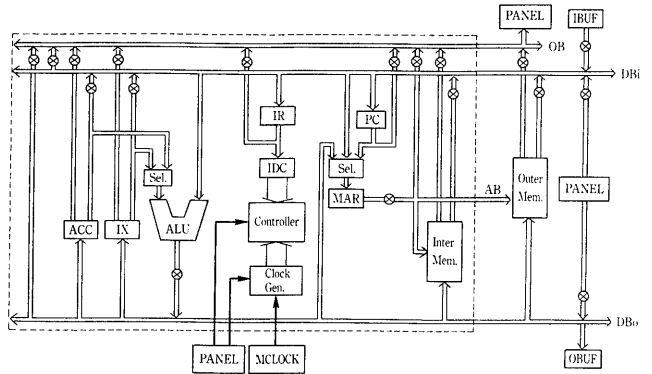 PANEL
IBUF
OB
DBi
IR
PC
Sel.
IDC
Sel.
Outer
Mem.
PANEL
MAR
AB
ACC
IX
ALU
Controller
Inter
Mem.
Clock
Gen.
DBo
PANEL
MCLOCK
OBUF